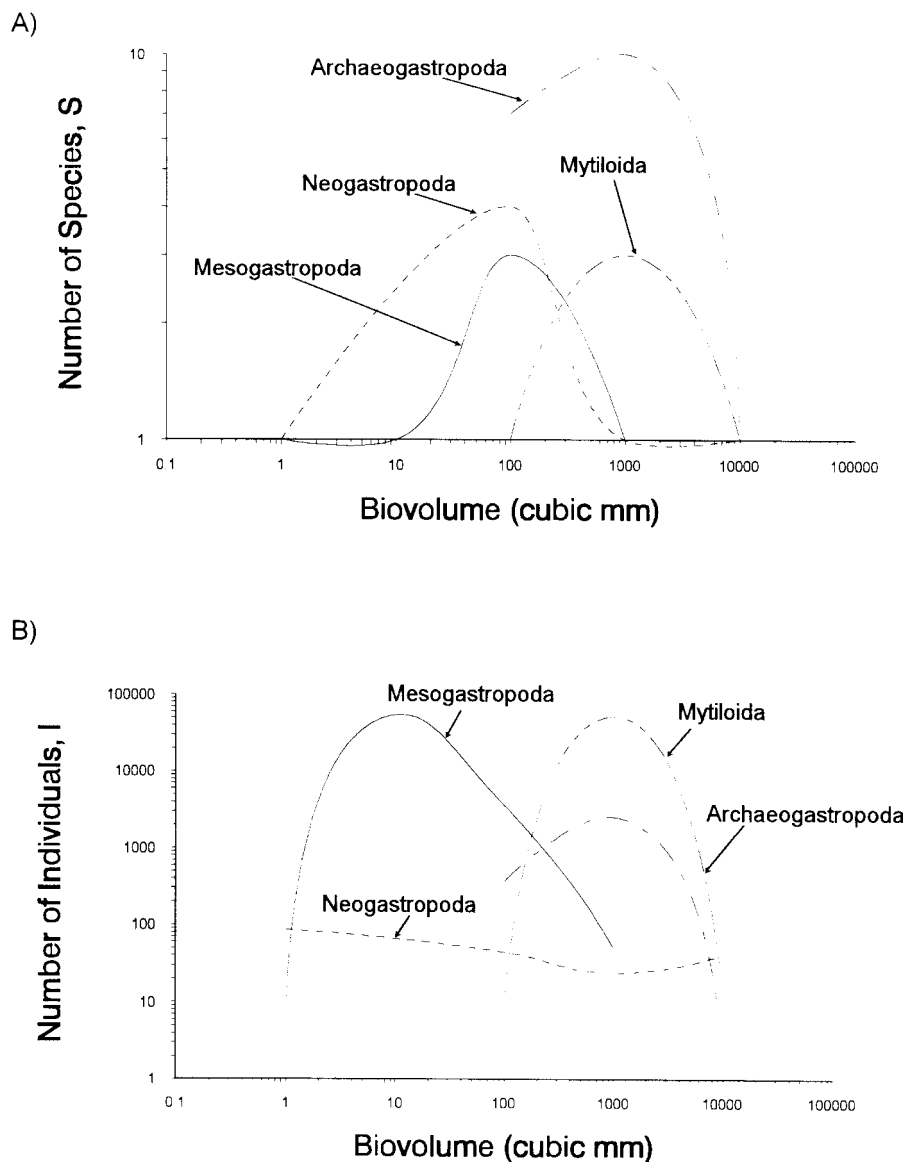 A)
10
Archaeogastropoda
Number of Species, S
Mytiloida
Neogastropoda
Mesogastropoda
1
0.1 1 10 100 1000 10000 100000
Biovolume (cubic mm)
B)
100000
Mesogastropoda
Mytiloida
10000
Number of Individuals, I
Archaeogastropoda
1000
Neogastropoda
100
10
1
0 1 1 10 100 1000 10000 100000
Biovolume (cubic mm)